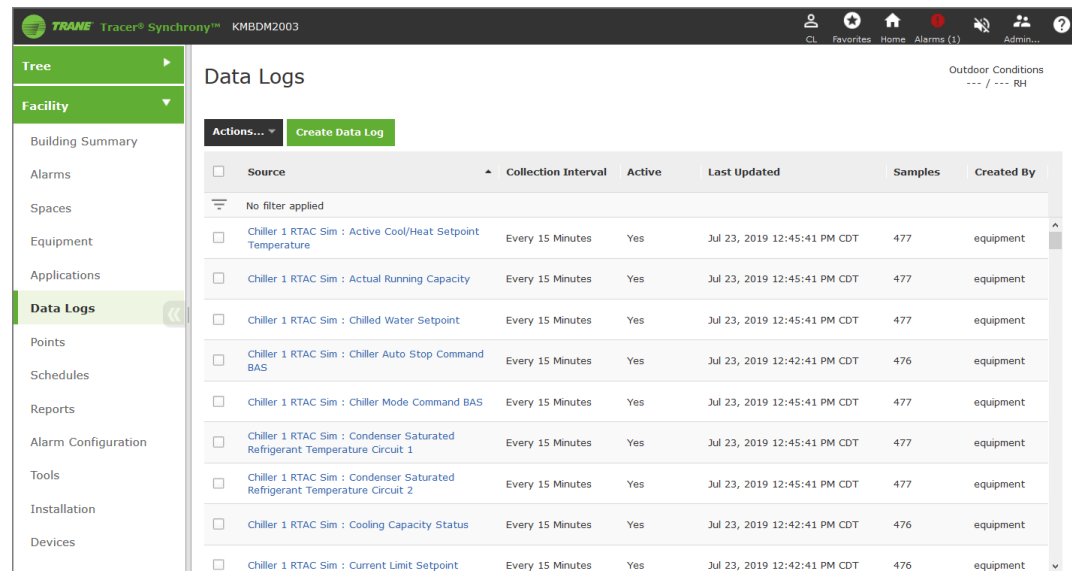 TRANE Tracer® Synchrony™ KMBDM2003
CL Favorites Home Alarms (1) Admin...
Tree
Facility
Building Summary
Alarms
Spaces
Equipment
Applications
Data Logs
Points
Schedules
Reports
Alarm Configuration
Tools
Installation
Devices
Data Logs
Outdoor Conditions
--- / --- RH
Actions... Create Data Log
Source Collection Interval Active Last Updated Samples Created By
No filter applied
Chiller 1 RTAC Sim : Active Cool/Heat Setpoint
Temperature
Every 15 Minutes Yes Jul 23, 2019 12:45:41 PM CDT 477 equipment
Chiller 1 RTAC Sim : Actual Running Capacity Every 15 Minutes Yes Jul 23, 2019 12:45:41 PM CDT 477 equipment
Chiller 1 RTAC Sim : Chilled Water Setpoint Every 15 Minutes Yes Jul 23, 2019 12:45:41 PM CDT 477 equipment
Chiller 1 RTAC Sim : Chiller Auto Stop Command
BAS
Every 15 Minutes Yes Jul 23, 2019 12:42:41 PM CDT 476 equipment
Chiller 1 RTAC Sim : Chiller Mode Command BAS Every 15 Minutes Yes Jul 23, 2019 12:45:41 PM CDT 477 equipment
Chiller 1 RTAC Sim : Condenser Saturated
Refrigerant Temperature Circuit 1
Every 15 Minutes Yes Jul 23, 2019 12:45:41 PM CDT 477 equipment
Chiller 1 RTAC Sim : Condenser Saturated
Refrigerant Temperature Circuit 2
Every 15 Minutes Yes Jul 23, 2019 12:45:41 PM CDT 477 equipment
Chiller 1 RTAC Sim : Cooling Capacity Status Every 15 Minutes Yes Jul 23, 2019 12:42:41 PM CDT 476 equipment
Chiller 1 RTAC Sim : Current Limit Setpoint Every 15 Minutes Yes Jul 23, 2019 12:42:41 PM CDT 476 equipment